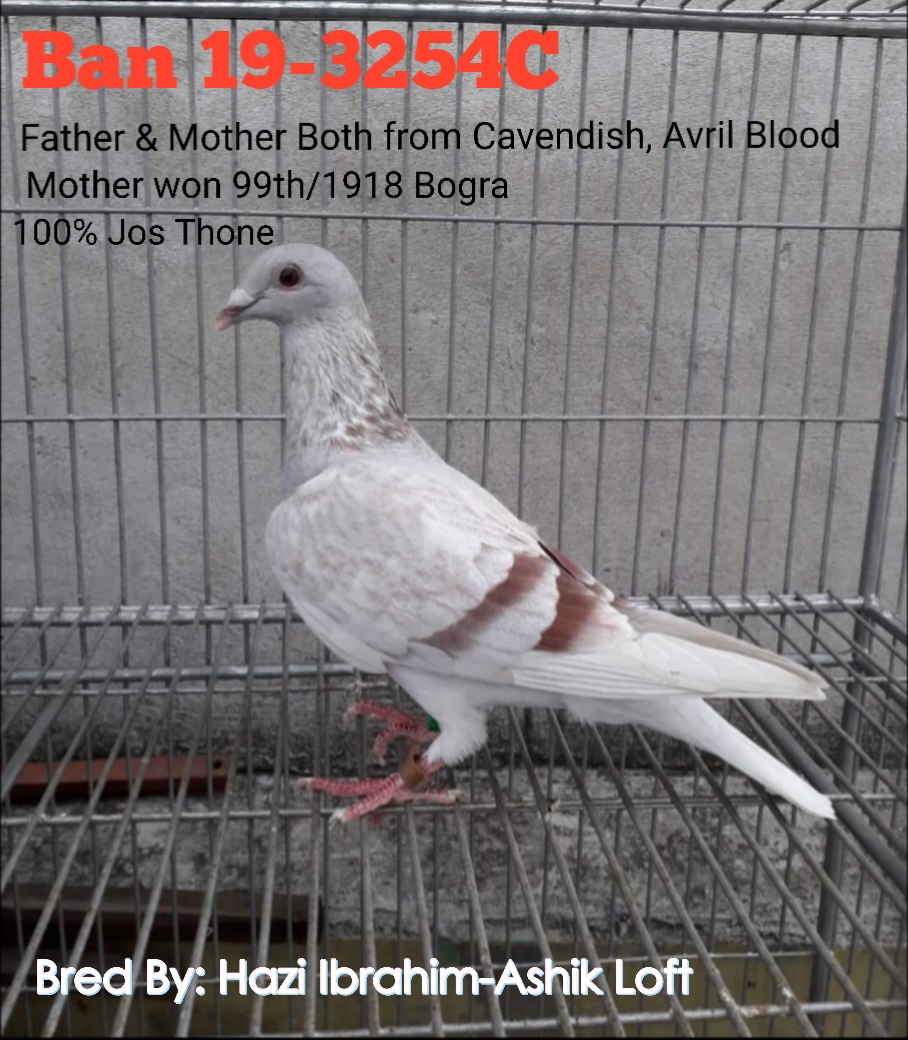 Ban 19-3254C
Father & Mother Both from Cavendish, Avril Blood
Mother won 99th/1918 Bogra
100% Jos Thone
Bred By: Hazi Ibrahim-Ashik Loft